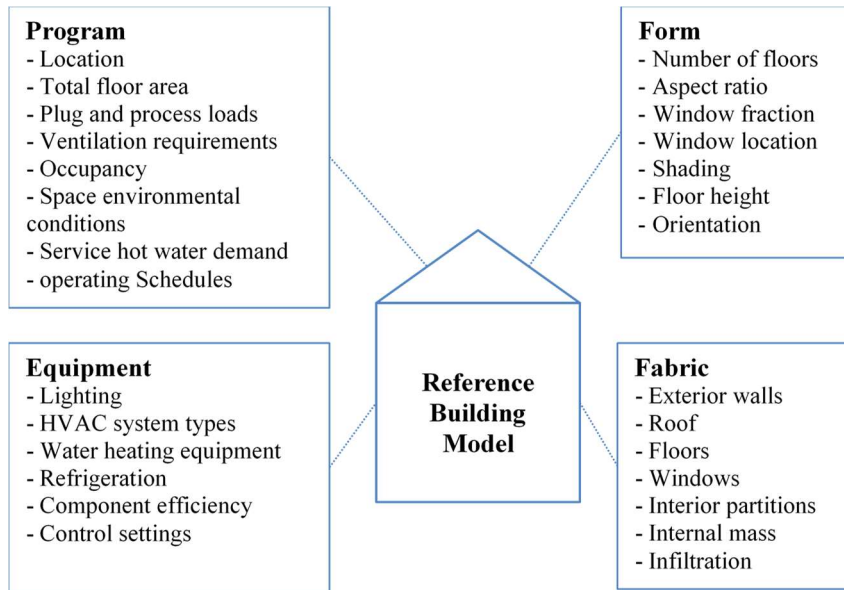 Program
- Location
- Total floor area
- Plug and process loads
- Ventilation requirements
- Occupancy
- Space environmental
conditions
- Service hot water demand
- operating Schedules
Form
- Number of floors
- Aspect ratio
- Window fraction
- Window location
- Shading
- Floor height
- Orientation
Equipment
- Lighting
- HVAC system types
- Water heating equipment
- Refrigeration
- Component efficiency
- Control settings
Reference
Building
Model
Fabric
- Exterior walls
- Roof
- Floors
- Windows
- Interior partitions
- Internal mass
- Infiltration